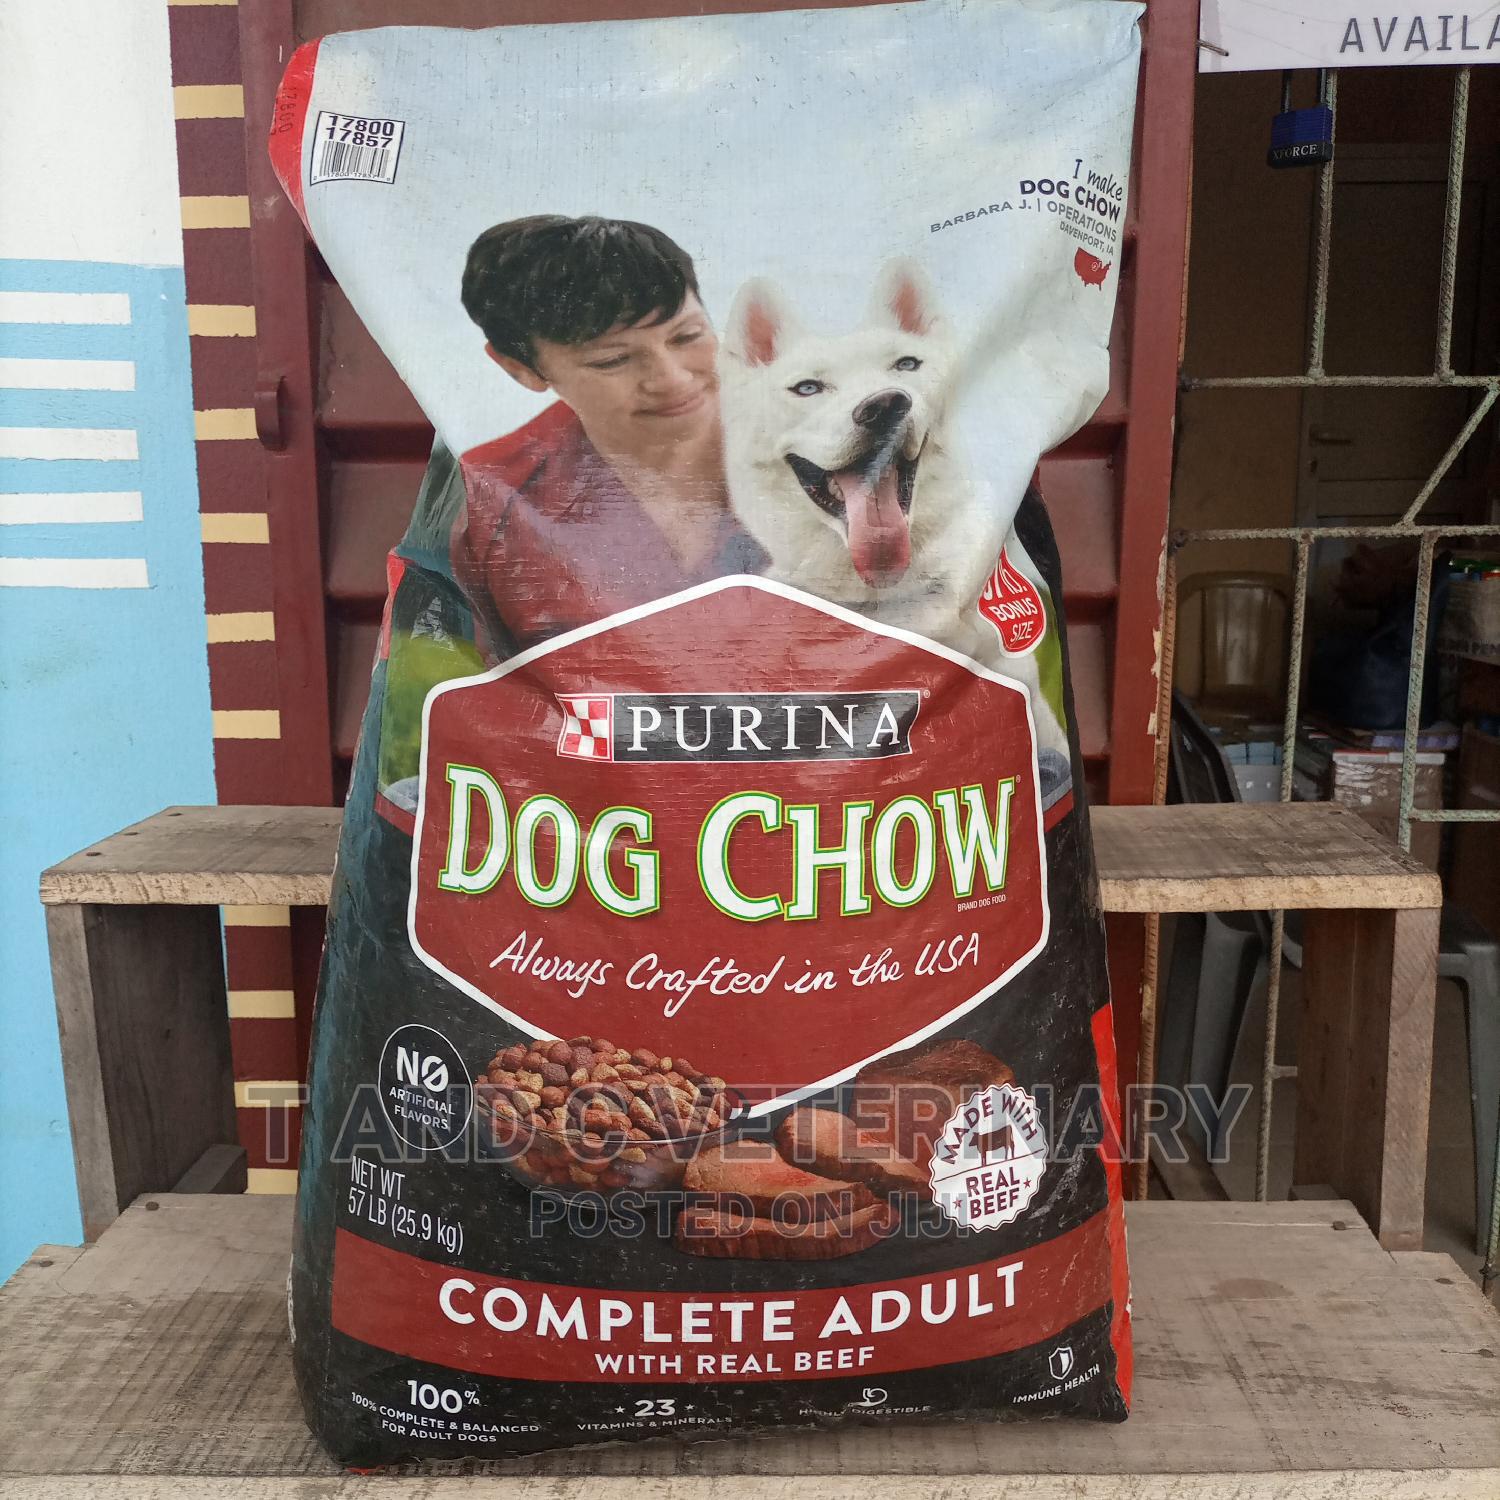 AVAILA
XFORCE
17800
17800
17857
I make
DOG CHOW
BARBARA J. | OPERATIONS
DAVENPORT, IA
BONUS
SIZE
PURINA
DOG CHOW
BRAND DOG FOOD
Always Crafted in the USA
NO
ARTIFICIAL
FLAVORS
T AND C VETERINARY
POSTED ON JIJI
MADE WITH
REAL
BEEF
NET WT
57 LB (25.9 kg)
COMPLETE ADULT
WITH REAL BEEF
100%
100% COMPLETE & BALANCED
FOR ADULT DOGS
23
VITAMINS & MINERALS
HIGHLY DIGESTIBLE
IMMUNE HEALTH